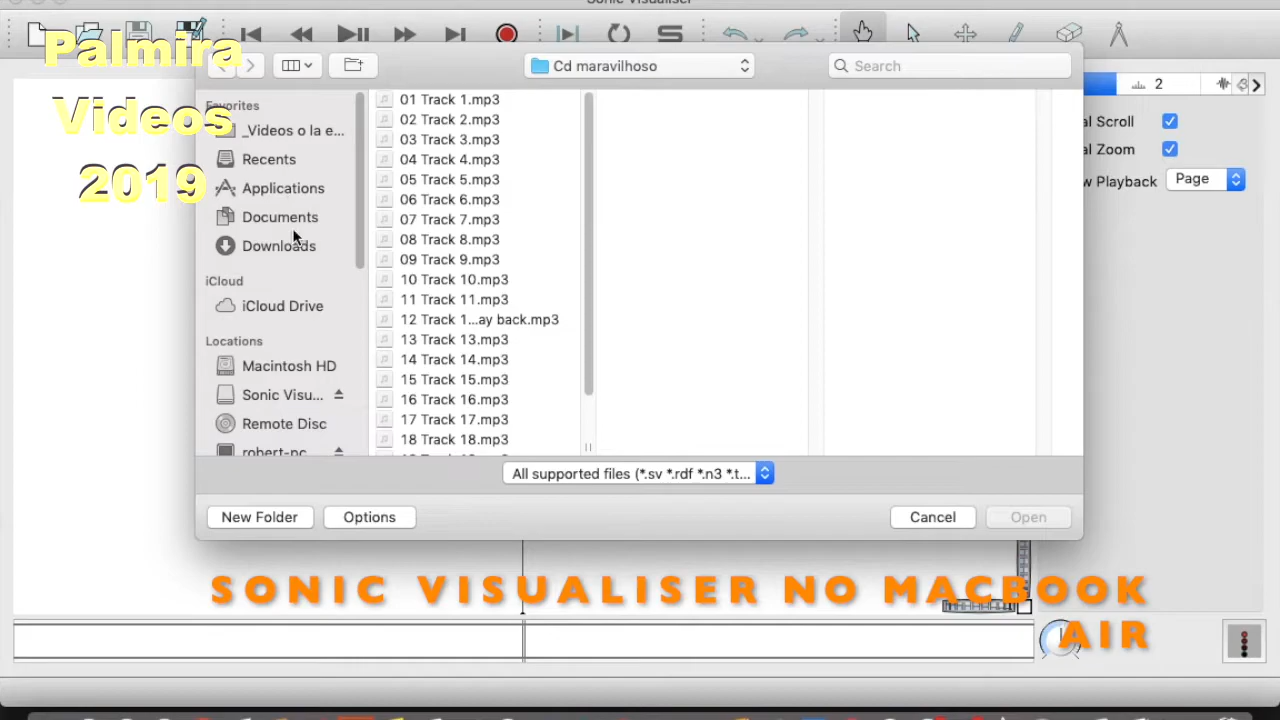 Sonic Visualiser
Palmira
Videos
2019
Cd maravilhoso
Search
Favorites
_Videos o la e...
Recents
Applications
Documents
Downloads
iCloud
iCloud Drive
Locations
Macintosh HD
Sonic Visu...
Remote Disc
robert-pc
01 Track 1.mp3
02 Track 2.mp3
03 Track 3.mp3
04 Track 4.mp3
05 Track 5.mp3
06 Track 6.mp3
07 Track 7.mp3
08 Track 8.mp3
09 Track 9.mp3
10 Track 10.mp3
11 Track 11.mp3
12 Track 1...ay back.mp3
13 Track 13.mp3
14 Track 14.mp3
15 Track 15.mp3
16 Track 16.mp3
17 Track 17.mp3
18 Track 18.mp3
2
al Scroll
al Zoom
w Playback Page
All supported files (*.sv *.rdf *.n3 *.t...
New Folder Options Cancel Open
SONIC VISUALISER NO MACBOOK
AIR